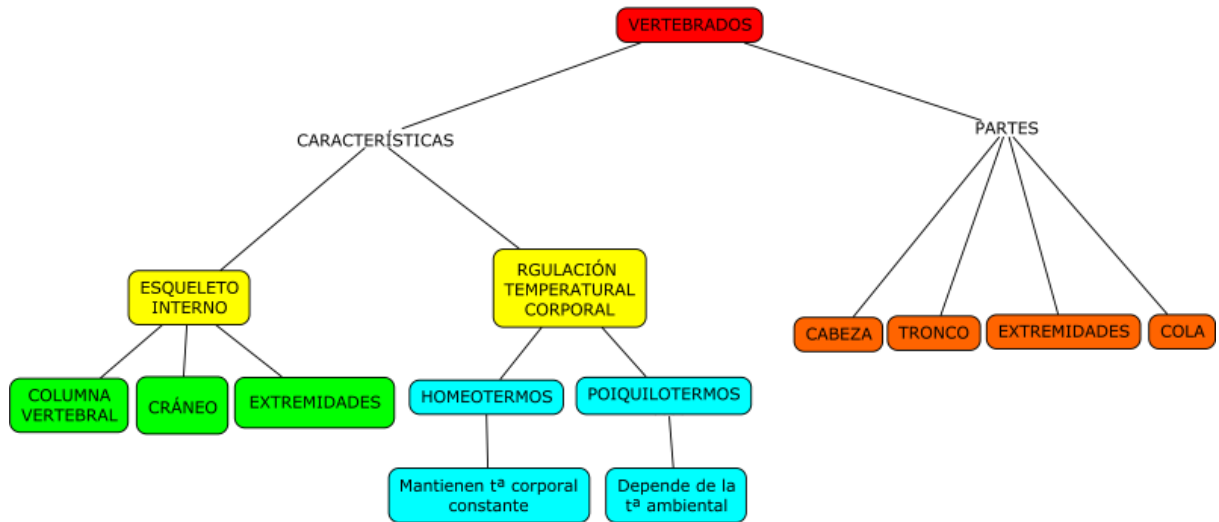 VERTEBRADOS
CARACTERÍSTICAS
PARTES
ESQUELETO
INTERNO
RGULACIÓN
TEMPERATURAL
CORPORAL
CABEZA
TRONCO
EXTREMIDADES
COLA
COLUMNA
VERTEBRAL
CRÁNEO
EXTREMIDADES
HOMEOTERMOS
POIQUILOTERMOS
Mantienen tª corporal
constante
Depende de la
tª ambiental